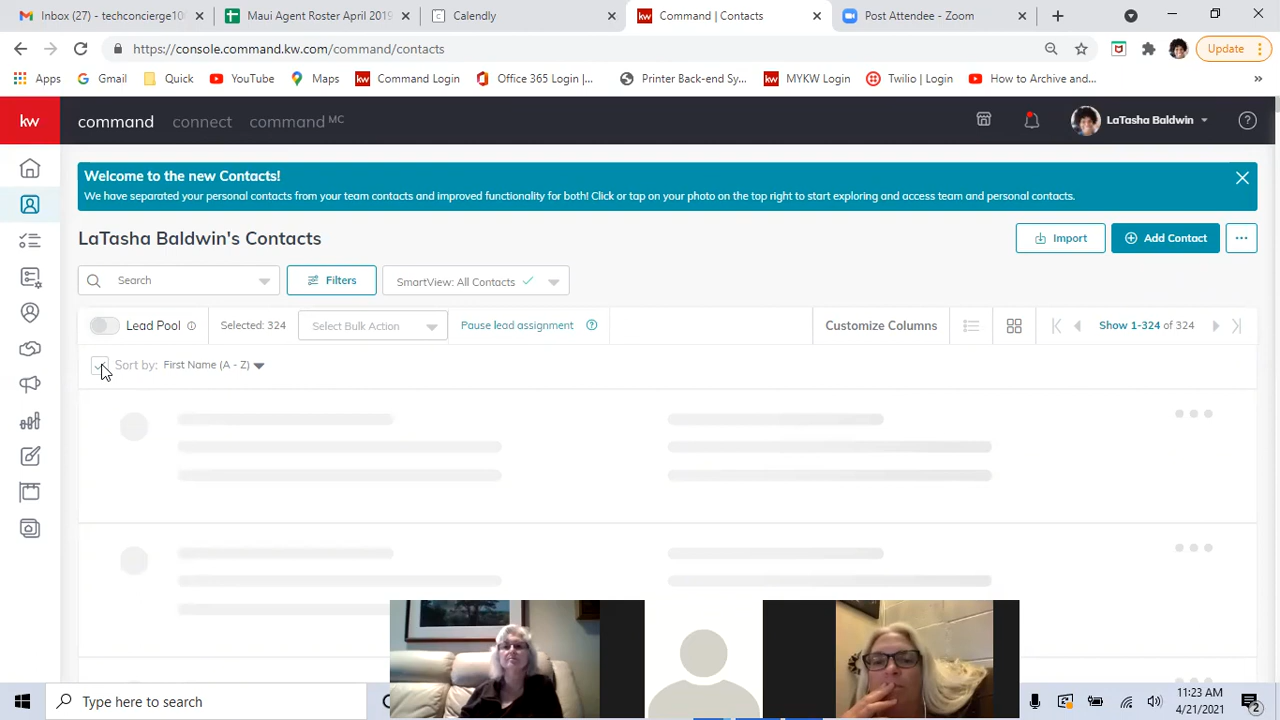 Inbox (27) - techconcierge100
Maui Roster April 2021
Calendly
Command | Contacts
Post Attendee - Zoom
https://console.command.kw.com/command/contacts
Update
Apps
Gmail
Quick
YouTube
Maps
Command Login
Office 365 Login |...
Printer Back-end Sy...
MYKW Login
Twilio | Login
How to Archive and...
kw
command
connect
command MC
LaTasha Baldwin
Welcome to the new Contacts!
We have separated your personal contacts from your team contacts and improved functionality for both! Click or tap on your photo on the top right to start exploring and access team and personal contacts.
LaTasha Baldwin's Contacts
Import
Add Contact
Search
Filters
SmartView: All Contacts
Lead Pool
Selected: 324
Select Bulk Action
Pause lead assignment
Customize Columns
Show 1-324 of 324
Sort by: First Name (A - Z)
Type here to search
11:23 AM
4/21/2021
2